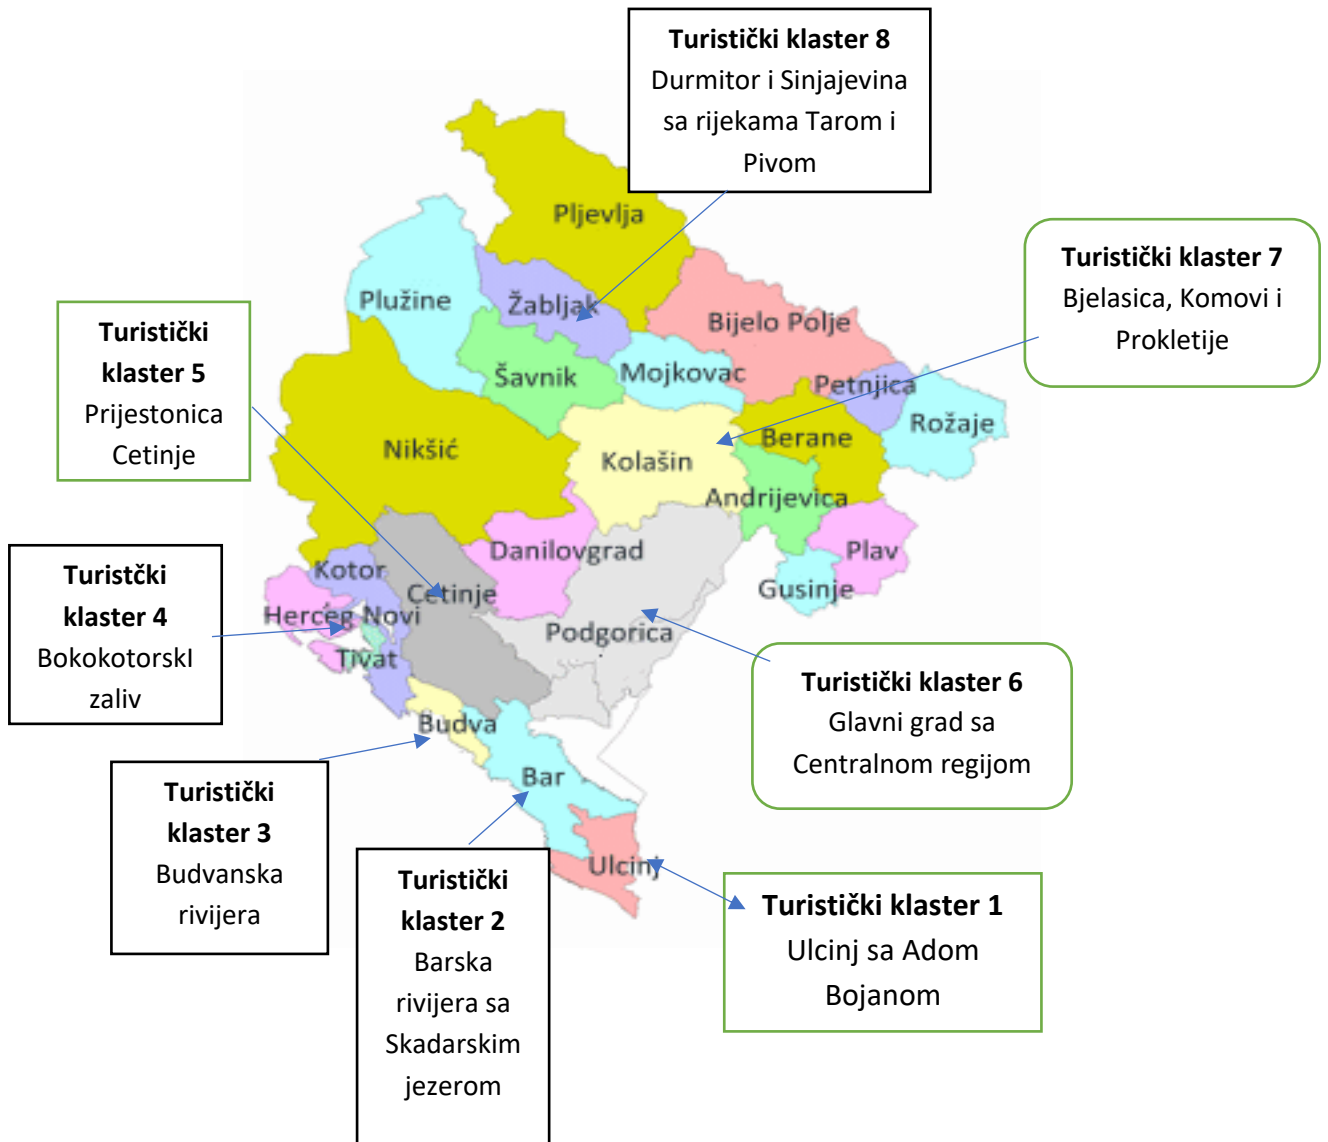 Turistički klaster 8
Durmitor i Sinjajevina
sa rijekama Tarom i
Pivom
Pljevlja
Turistički klaster 7
Bjelasica, Komovi i
Prokletije
Plužine
Žabljak
Bijelo Polje
Turistički
klaster 5
Prijestonica
Cetinje
Šavnik
Mojkovac
Petnjica
Rožaje
Nikšić
Kolašin
Berane
Andrijevica
Danilovgrad
Plav
Gusinje
Kotor
Cetinje
Herceg Novi
Podgorica
Tivat
Turistčki
klaster 4
BokokotorskI
zaliv
Turistički klaster 6
Glavni grad sa
Centralnom regijom
Budva
Bar
Ulcinj
Turistički
klaster 3
Budvanska
rivijera
Turistički
klaster 2
Barska
rivijera sa
Skadarskim
jezerom
Turistički klaster 1
Ulcinj sa Adom
Bojanom